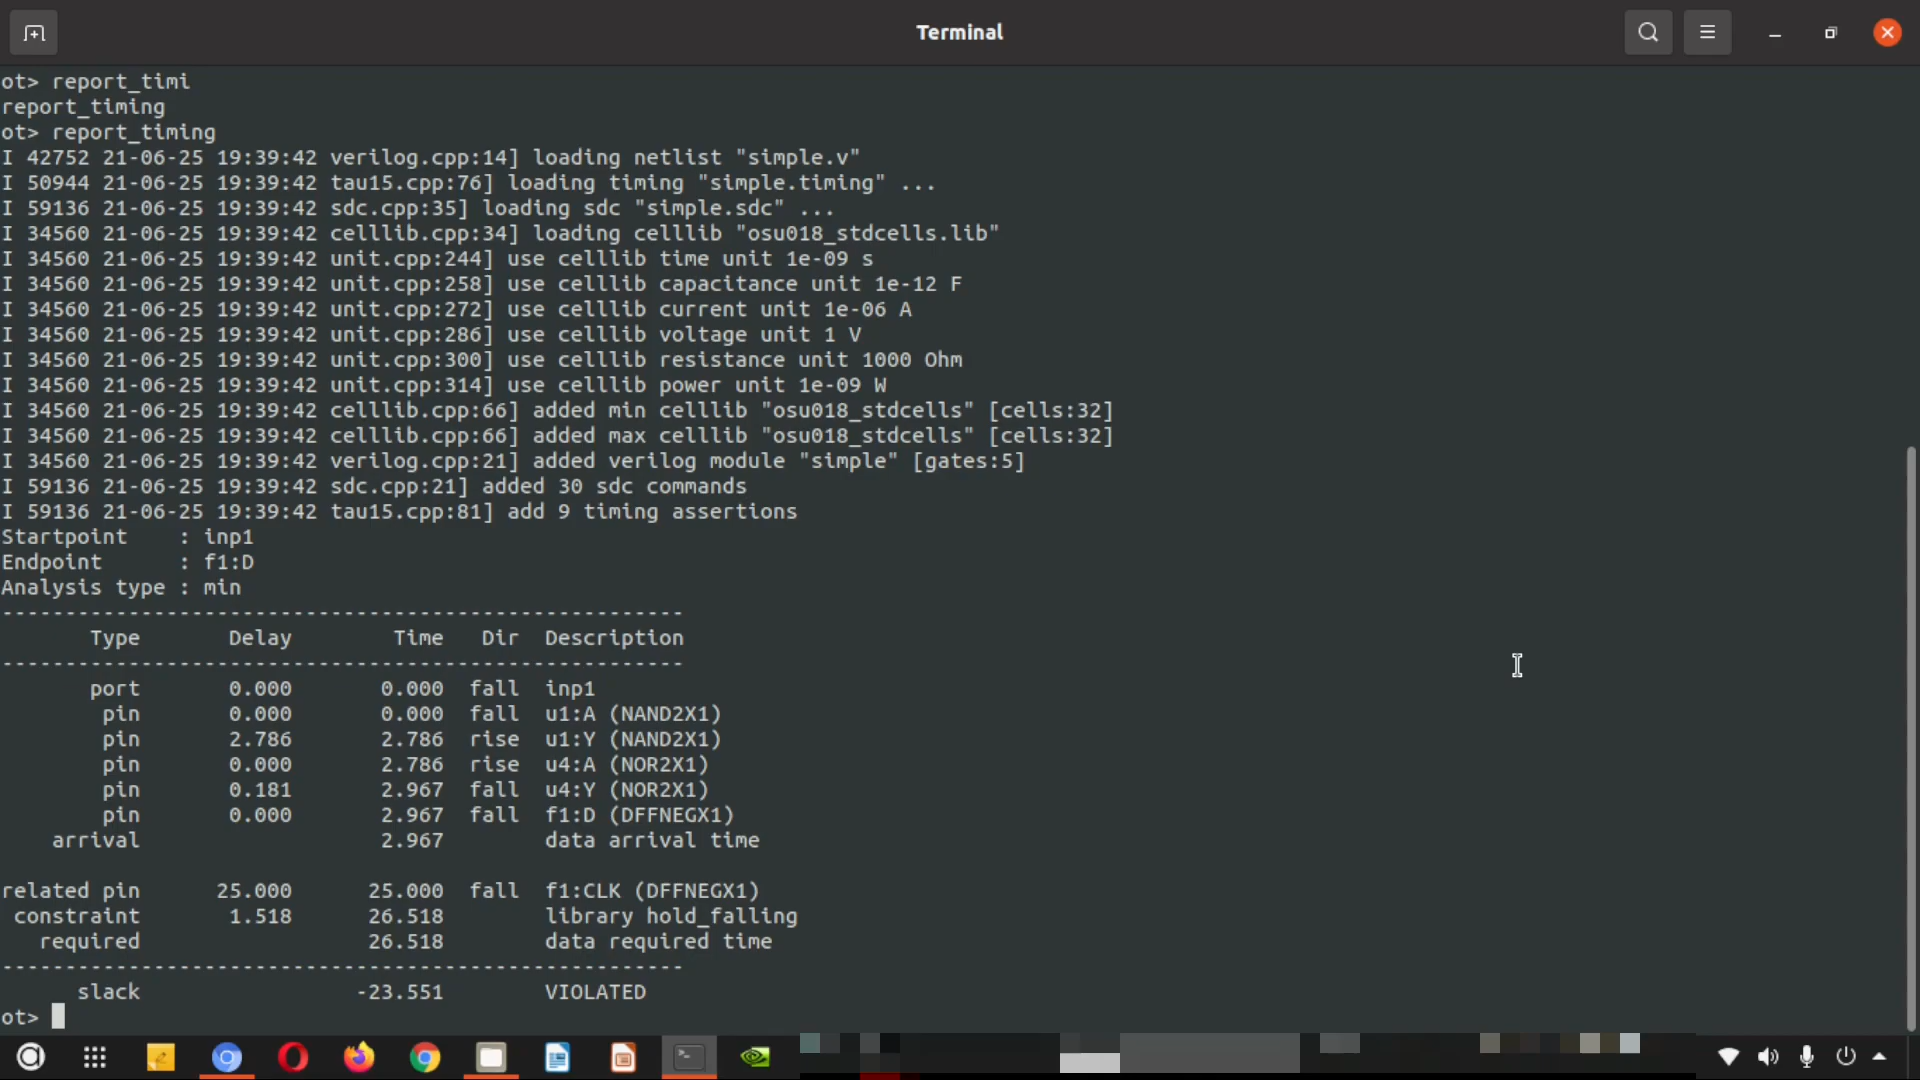 Terminal
ot> report_timi
report_timing
ot> report_timing
I 42752 21-06-25 19:39:42 verilog.cpp:14] loading netlist "simple.v"
I 50944 21-06-25 19:39:42 tau15.cpp:76] loading timing "simple.timing" ...
I 59136 21-06-25 19:39:42 sdc.cpp:35] loading sdc "simple.sdc" ...
I 34560 21-06-25 19:39:42 celllib.cpp:34] loading celllib "osu018_stdcells.lib"
I 34560 21-06-25 19:39:42 unit.cpp:244] use celllib time unit 1e-09 s
I 34560 21-06-25 19:39:42 unit.cpp:258] use celllib capacitance unit 1e-12 F
I 34560 21-06-25 19:39:42 unit.cpp:272] use celllib current unit 1e-06 A
I 34560 21-06-25 19:39:42 unit.cpp:286] use celllib voltage unit 1 V
I 34560 21-06-25 19:39:42 unit.cpp:300] use celllib resistance unit 1000 Ohm
I 34560 21-06-25 19:39:42 unit.cpp:314] use celllib power unit 1e-09 W
I 34560 21-06-25 19:39:42 celllib.cpp:66] added min celllib "osu018_stdcells" [cells:32]
I 34560 21-06-25 19:39:42 celllib.cpp:66] added max celllib "osu018_stdcells" [cells:32]
I 34560 21-06-25 19:39:42 verilog.cpp:21] added verilog module "simple" [gates:5]
I 59136 21-06-25 19:39:42 sdc.cpp:21] added 30 sdc commands
I 59136 21-06-25 19:39:42 tau15.cpp:81] add 9 timing assertions
Startpoint    : inp1
Endpoint      : f1:D
Analysis type : min
------------------------------------------------------
       Type       Delay        Time   Dir  Description
------------------------------------------------------
       port       0.000       0.000  fall  inp1
        pin       0.000       0.000  fall  u1:A (NAND2X1)
        pin       2.786       2.786  rise  u1:Y (NAND2X1)
        pin       0.000       2.786  rise  u4:A (NOR2X1)
        pin       0.181       2.967  fall  u4:Y (NOR2X1)
        pin       0.000       2.967  fall  f1:D (DFFNEGX1)
    arrival                   2.967        data arrival time
related pin      25.000      25.000  fall  f1:CLK (DFFNEGX1)
 constraint       1.518      26.518        library hold_falling
   required                  26.518        data required time
------------------------------------------------------
      slack                 -23.551        VIOLATED
ot>